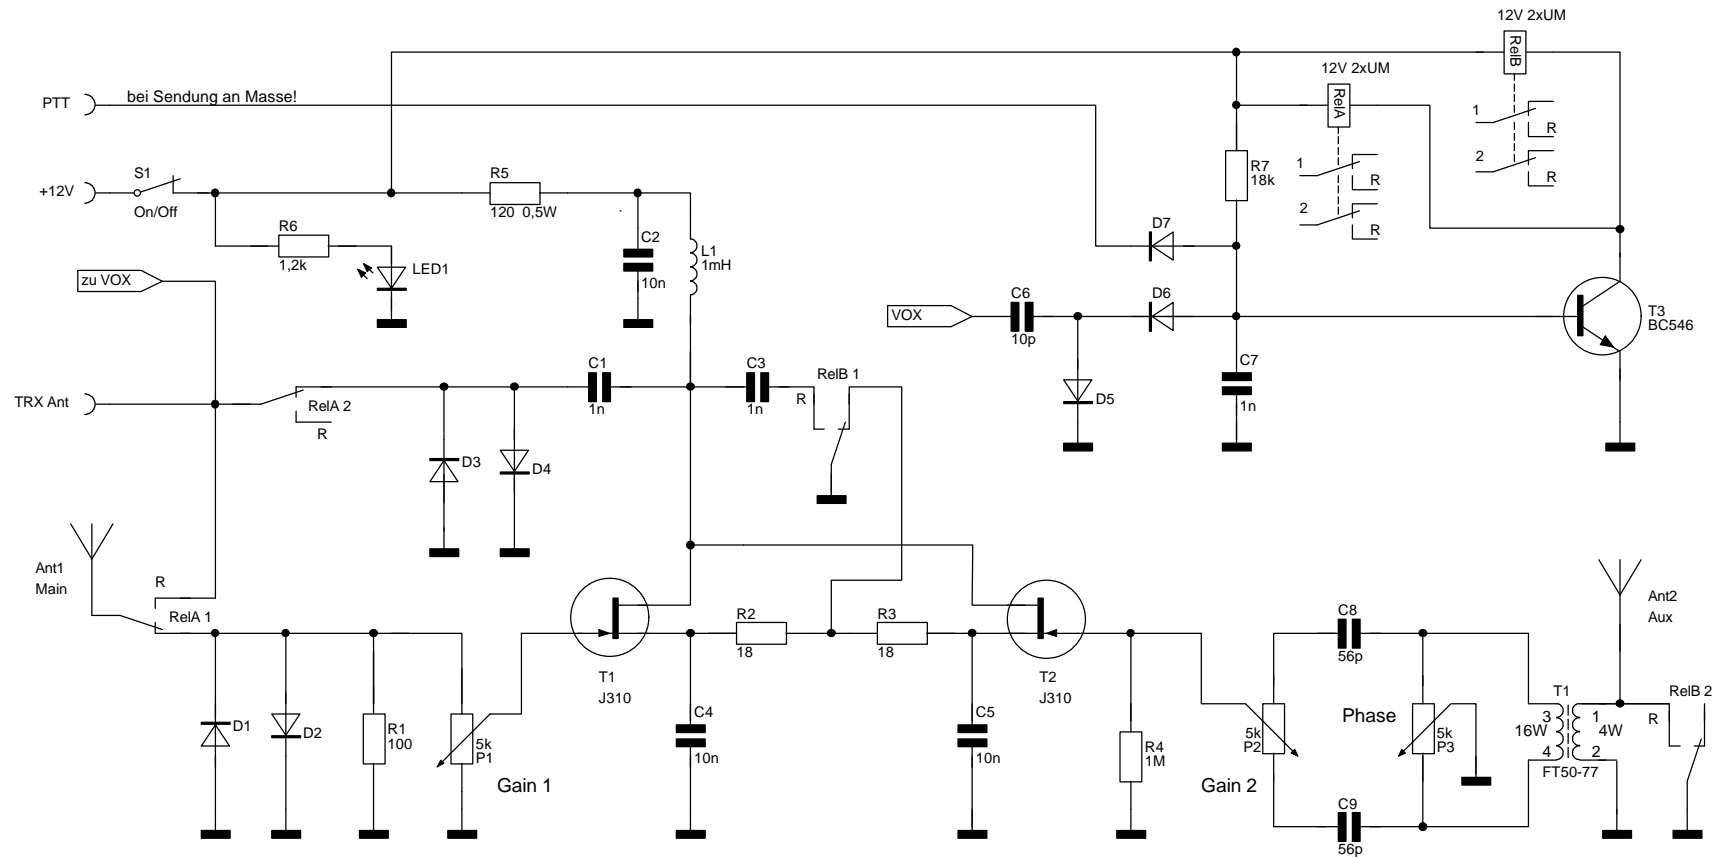 12V 2xUM
RelB
12V 2xUM
RelA
1
R
2
R
1
R
2
R
PTT
bei Sendung an Masse!
+12V
S1
On/Off
R5
120 0,5W
R6
1,2k
LED1
C2
10n
L1
1mH
R7
18k
D7
zu VOX
VOX
C6
10p
D6
D5
C7
1n
T3
BC546
TRX Ant
RelA 2
R
C1
1n
C3
1n
R
RelB 1
D3
D4
Ant1
Main
R
RelA 1
D1
D2
R1
100
5k
P1
Gain 1
T1
J310
R2
18
R3
18
C4
10n
C5
10n
T2
J310
R4
1M
5k
P2
Gain 2
C8
56p
C9
56p
Phase
5k
P3
T1
3
16W
4
1
4W
2
FT50-77
Ant2
Aux
RelB 2
R